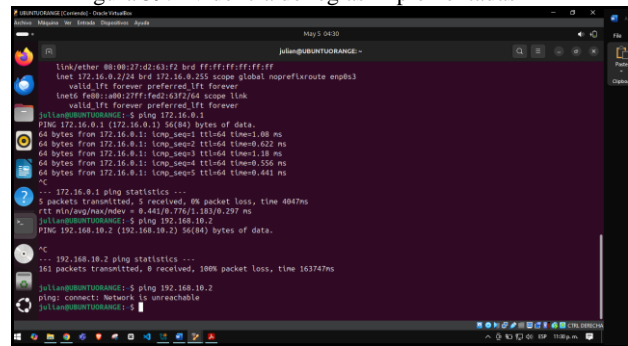 UBUNTUORANGE [Corriendo] - Oracle VirtualBox
Archivo Máquina Ver Entrada Dispositivos Ayuda
May 5 04:30
julian@UBUNTUORANGE: ~
link/ether 08:00:27:d2:63:f2 brd ff:ff:ff:ff:ff:ff
inet 172.16.0.2/24 brd 172.16.0.255 scope global noprefixroute enp0s3
valid_lft forever preferred_lft forever
inet6 fe80::a00:27ff:fed2:63f2/64 scope link
valid_lft forever preferred_lft forever
julian@UBUNTUORANGE:~$ ping 172.16.0.1
PING 172.16.0.1 (172.16.0.1) 56(84) bytes of data.
64 bytes from 172.16.0.1: icmp_seq=1 ttl=64 time=1.08 ms
64 bytes from 172.16.0.1: icmp_seq=2 ttl=64 time=0.622 ms
64 bytes from 172.16.0.1: icmp_seq=3 ttl=64 time=1.18 ms
64 bytes from 172.16.0.1: icmp_seq=4 ttl=64 time=0.556 ms
64 bytes from 172.16.0.1: icmp_seq=5 ttl=64 time=0.441 ms
^C
--- 172.16.0.1 ping statistics ---
5 packets transmitted, 5 received, 0% packet loss, time 4047ms
rtt min/avg/max/mdev = 0.441/0.776/1.183/0.297 ms
julian@UBUNTUORANGE:~$ ping 192.168.10.2
PING 192.168.10.2 (192.168.10.2) 56(84) bytes of data.
^C
--- 192.168.10.2 ping statistics ---
161 packets transmitted, 0 received, 100% packet loss, time 163747ms
julian@UBUNTUORANGE:~$ ping 192.168.10.2
ping: connect: Network is unreachable
julian@UBUNTUORANGE:~$
File
Paste
CTRL DERECHA
ESP 11:30 p. m.